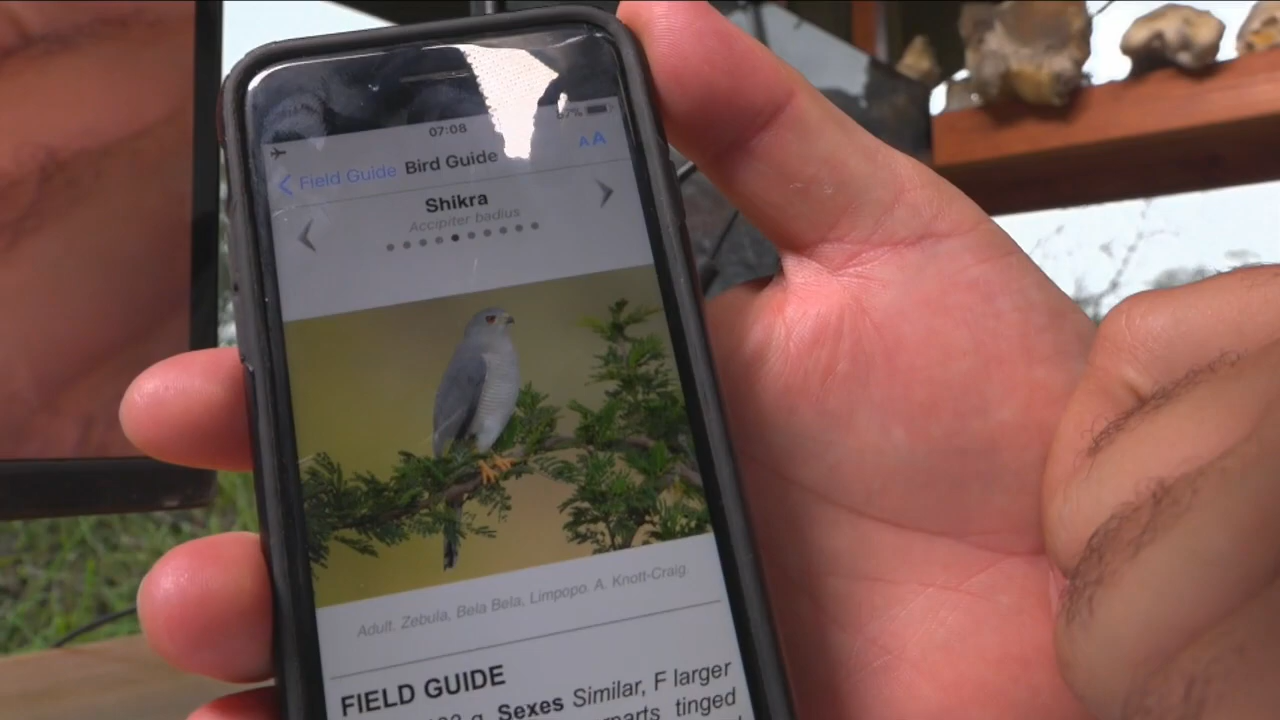 07:08
Field Guide Bird Guide AA
Shikra
Accipiter badius
Adult. Zebula, Bela Bela, Limpopo. A. Knott-Craig.
FIELD GUIDE
g. Sexes Similar, F larger
tinged